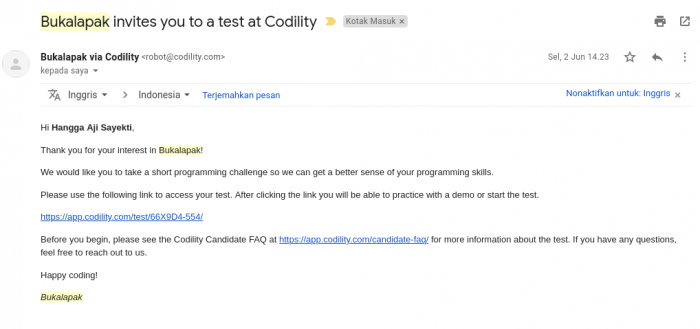 Bukalapak invites you to a test at Codility Kotak Masuk ×
Bukalapak via Codility <robot@codility.com> Sel, 2 Jun 14.23
kepada saya
Inggris > Indonesia Terjemahkan pesan Nonaktifkan untuk: Inggris ×
Hi Hangga Aji Sayekti,
Thank you for your interest in Bukalapak!
We would like you to take a short programming challenge so we can get a better sense of your programming skills.
Please use the following link to access your test. After clicking the link you will be able to practice with a demo or start the test.
https://app.codility.com/test/66X9D4-554/
Before you begin, please see the Codility Candidate FAQ at https://app.codility.com/candidate-faq/ for more information about the test. If you have any questions,
feel free to reach out to us.
Happy coding!
Bukalapak